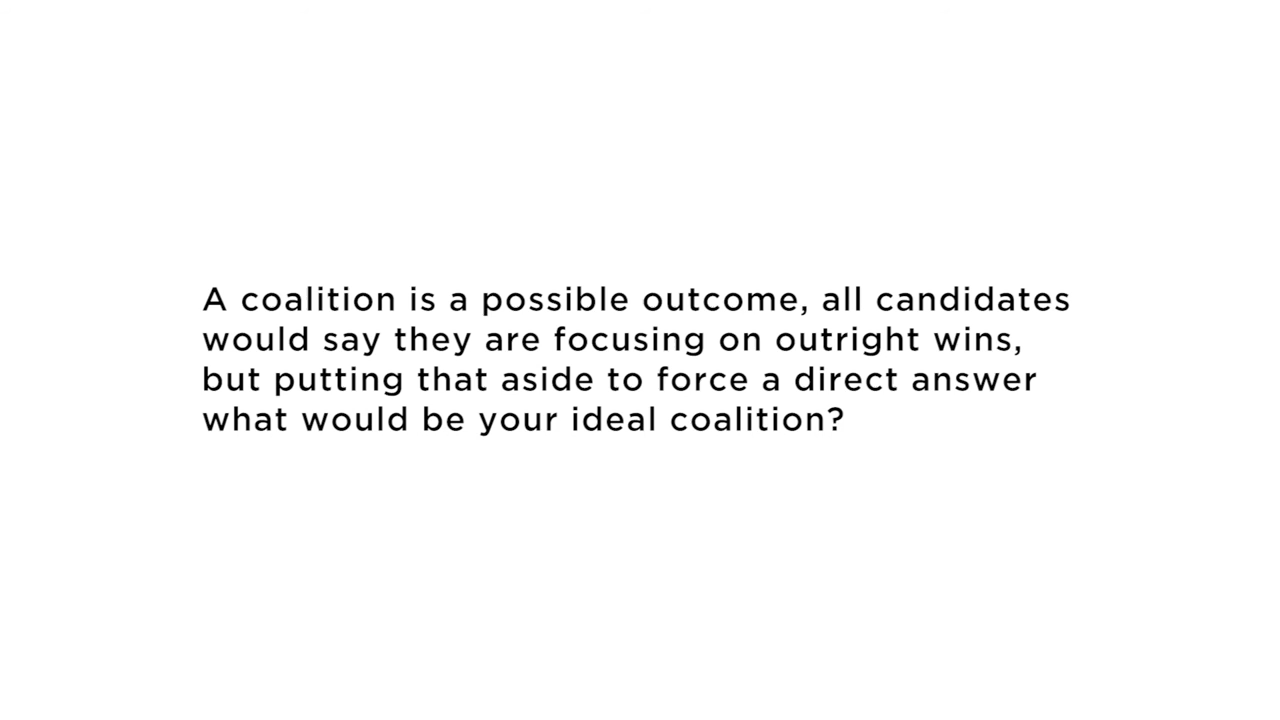 A coalition is a possible outcome, all candidates
would say they are focusing on outright wins,
but putting that aside to force a direct answer
what would be your ideal coalition?